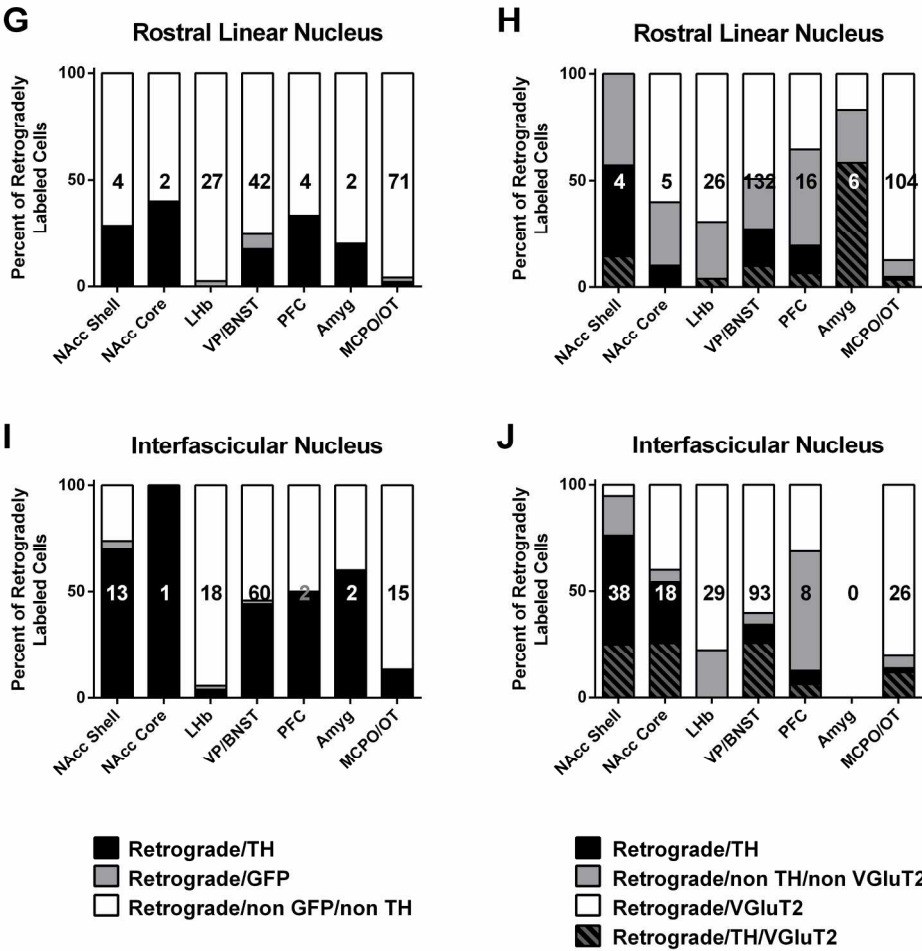 G
Rostral Linear Nucleus
Percent of Retrogradely
Labeled Cells
100
50
0
4 2 27 42 4 2 71
NAcc Shell
NAcc Core
LHb
VP/BNST
PFC
Amyg
MCPO/OT
H
Rostral Linear Nucleus
Percent of Retrogradely
Labeled Cells
100
50
0
4 5 26 132 16 6 104
NAcc Shell
NAcc Core
LHb
VP/BNST
PFC
Amyg
MCPO/OT
I
Interfascicular Nucleus
Percent of Retrogradely
Labeled Cells
100
50
0
13 1 18 60 2 2 15
NAcc Shell
NAcc Core
LHb
VP/BNST
PFC
Amyg
MCPO/OT
J
Interfascicular Nucleus
Percent of Retrogradely
Labeled Cells
100
50
0
38 18 29 93 8 0 26
NAcc Shell
NAcc Core
LHb
VP/BNST
PFC
Amyg
MCPO/OT
Retrograde/TH
Retrograde/GFP
Retrograde/non GFP/non TH
Retrograde/TH
Retrograde/non TH/non VGluT2
Retrograde/VGluT2
Retrograde/TH/VGluT2